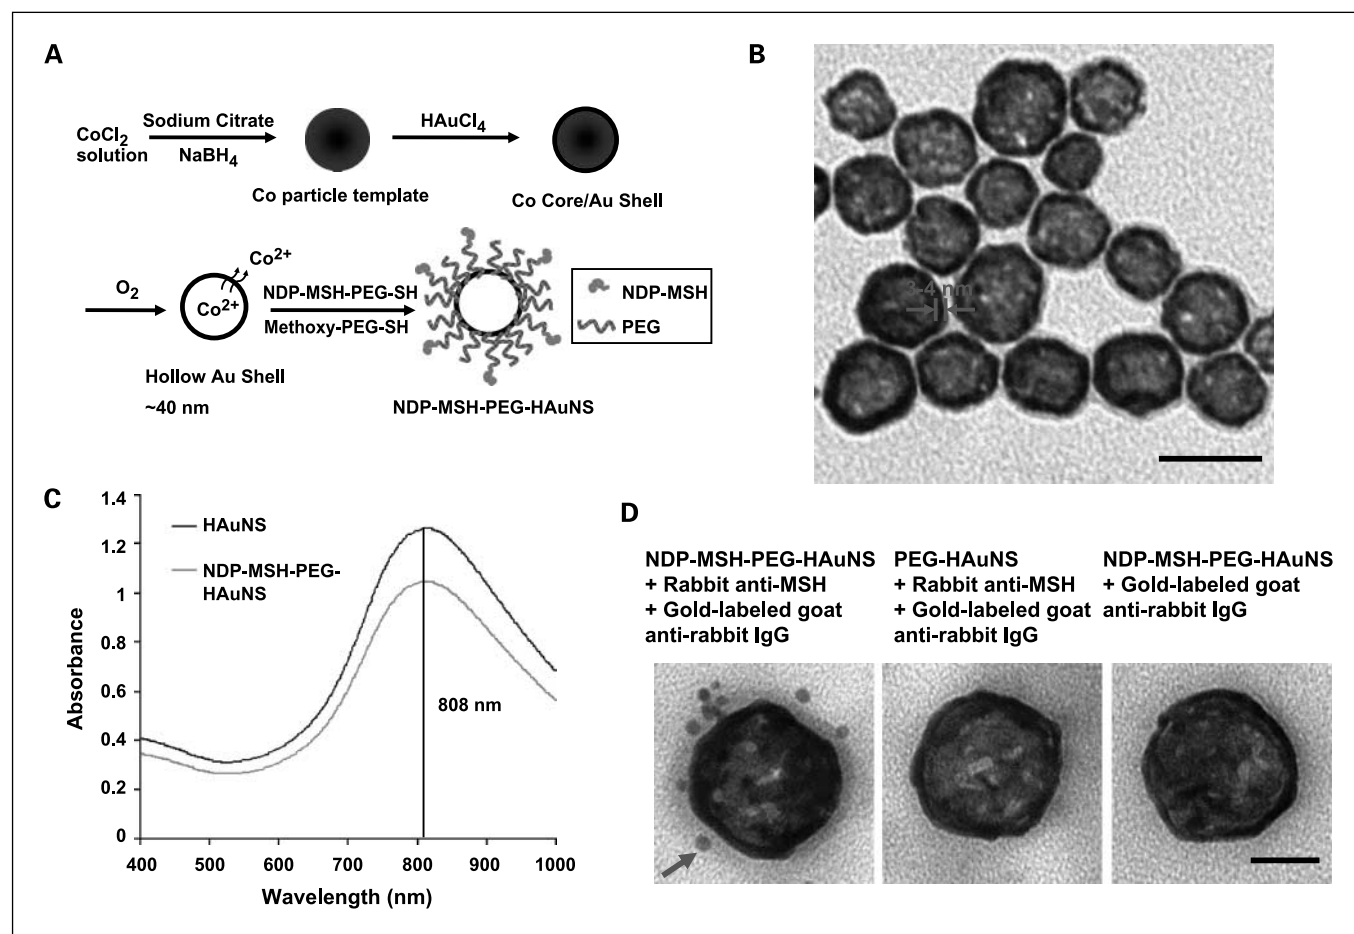 A
CoCl2
solution
Sodium Citrate
NaBH4
HAuCl4
Co particle template
Co Core/Au Shell
O2
Co2+
Co2+
NDP-MSH-PEG-SH
Methoxy-PEG-SH
NDP-MSH
PEG
Hollow Au Shell
~40 nm
NDP-MSH-PEG-HAuNS
B
3-4 nm
C
1.4
1.2
1
0.8
0.6
0.4
0.2
0
Absorbance
HAuNS
NDP-MSH-PEG-
HAuNS
808 nm
400 500 600 700 800 900 1000
Wavelength (nm)
D
NDP-MSH-PEG-HAuNS
+ Rabbit anti-MSH
+ Gold-labeled goat
anti-rabbit IgG
PEG-HAuNS
+ Rabbit anti-MSH
+ Gold-labeled goat
anti-rabbit IgG
NDP-MSH-PEG-HAuNS
+ Gold-labeled goat
anti-rabbit IgG